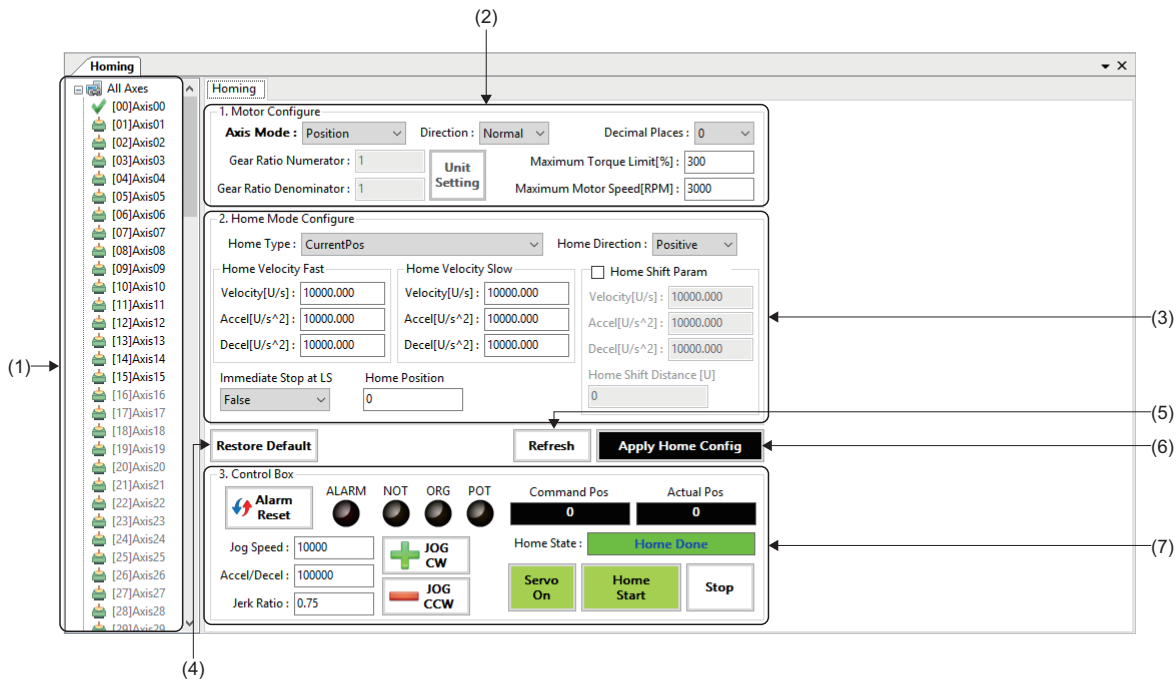 (2)
Homing
All Axes
[00]Axis00
[01]Axis01
[02]Axis02
[03]Axis03
[04]Axis04
[05]Axis05
[06]Axis06
[07]Axis07
[08]Axis08
[09]Axis09
[10]Axis10
[11]Axis11
[12]Axis12
[13]Axis13
[14]Axis14
[15]Axis15
[16]Axis16
[17]Axis17
[18]Axis18
[19]Axis19
[20]Axis20
[21]Axis21
[22]Axis22
[23]Axis23
[24]Axis24
[25]Axis25
[26]Axis26
[27]Axis27
[28]Axis28
[29]Axis29
(1)
Homing
1. Motor Configure
Axis Mode : Position Direction : Normal Decimal Places : 0
Gear Ratio Numerator : 1 Unit Setting Maximum Torque Limit[%] : 300
Gear Ratio Denominator : 1 Maximum Motor Speed[RPM] : 3000
2. Home Mode Configure
Home Type : CurrentPos Home Direction : Positive
Home Velocity Fast Home Velocity Slow Home Shift Param
Velocity[U/s] : 10000.000 Velocity[U/s] : 10000.000 Velocity[U/s] : 10000.000
Accel[U/s^2] : 10000.000 Accel[U/s^2] : 10000.000 Accel[U/s^2] : 10000.000
(3)
Decel[U/s^2] : 10000.000 Decel[U/s^2] : 10000.000 Decel[U/s^2] : 10000.000
Immediate Stop at LS Home Position Home Shift Distance [U]
False 0 0
(5)
Restore Default Refresh Apply Home Config
(6)
3. Control Box
Alarm Reset ALARM NOT ORG POT Command Pos Actual Pos
0 0
Jog Speed : 10000 JOG CW Home State : Home Done
(7)
Accel/Decel : 100000 Servo On Home Start Stop
Jerk Ratio : 0.75 JOG CCW
(4)